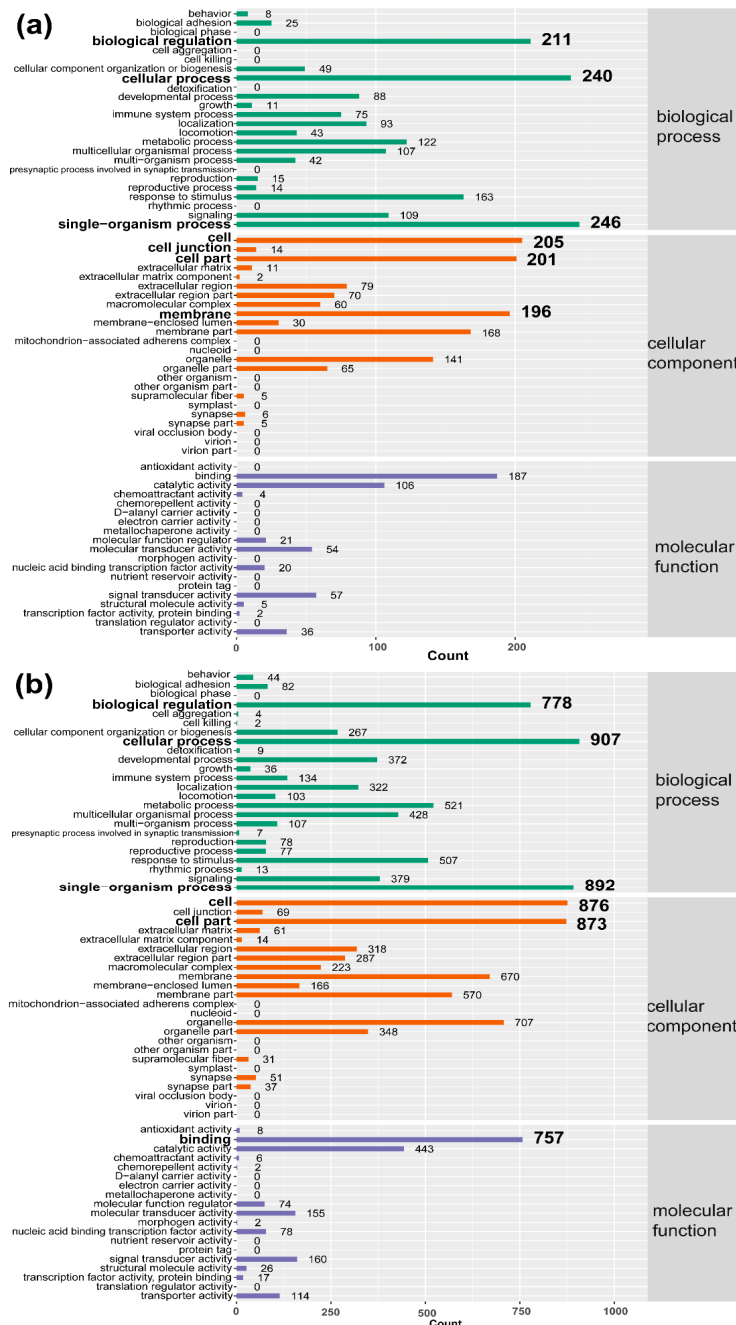 (a)
behavior 8
biological adhesion 25
biological phase 0
biological regulation 211
cell aggregation 0
cell killing 0
cellular component organization or biogenesis 49
cellular process 240
detoxification 0
developmental process 88
growth 11
immune system process 75
localization 93
locomotion 43
metabolic process 122
multicellular organismal process 107
multi-organism process 42
presynaptic process involved in synaptic transmission 0
reproduction 15
reproductive process 14
response to stimulus 163
rhythmic process 0
signaling 109
single-organism process 246
biological
process
cell 205
cell junction 14
cell part 201
extracellular matrix 11
extracellular matrix component 2
extracellular region 79
extracellular region part 70
macromolecular complex 60
membrane 196
membrane-enclosed lumen 30
membrane part 168
mitochondrion-associated adherens complex 0
nucleoid 0
organelle 141
organelle part 65
other organism 0
other organism part 0
supramolecular fiber 5
symplast 0
synapse 6
synapse part 5
viral occlusion body 0
virion 0
virion part 0
cellular
component
antioxidant activity 0
binding 187
catalytic activity 106
chemoattractant activity 4
chemorepellent activity 0
D-alanyl carrier activity 0
electron carrier activity 0
metallochaperone activity 0
molecular function regulator 21
molecular transducer activity 54
morphogen activity 0
nucleic acid binding transcription factor activity 20
nutrient reservoir activity 0
protein tag 0
signal transducer activity 57
structural molecule activity 5
transcription factor activity, protein binding 2
translation regulator activity 0
transporter activity 36
molecular
function
0 100 200
Count
(b)
behavior 44
biological adhesion 82
biological phase 0
biological regulation 778
cell aggregation 4
cell killing 2
cellular component organization or biogenesis 267
cellular process 907
detoxification 9
developmental process 372
growth 36
immune system process 134
localization 322
locomotion 103
metabolic process 521
multicellular organismal process 428
multi-organism process 107
presynaptic process involved in synaptic transmission 7
reproduction 78
reproductive process 77
response to stimulus 507
rhythmic process 13
signaling 379
single-organism process 892
biological
process
cell 876
cell junction 69
cell part 873
extracellular matrix 61
extracellular matrix component 14
extracellular region 318
extracellular region part 287
macromolecular complex 223
membrane 670
membrane-enclosed lumen 166
membrane part 570
mitochondrion-associated adherens complex 0
nucleoid 0
organelle 707
organelle part 348
other organism 0
other organism part 0
supramolecular fiber 31
symplast 0
synapse 51
synapse part 37
viral occlusion body 0
virion 0
virion part 0
cellular
component
antioxidant activity 8
binding 757
catalytic activity 443
chemoattractant activity 6
chemorepellent activity 2
D-alanyl carrier activity 0
electron carrier activity 0
metallochaperone activity 0
molecular function regulator 74
molecular transducer activity 155
morphogen activity 2
nucleic acid binding transcription factor activity 78
nutrient reservoir activity 0
protein tag 0
signal transducer activity 160
structural molecule activity 26
transcription factor activity, protein binding 17
translation regulator activity 0
transporter activity 114
molecular
function
0 250 500 750 1000
Count